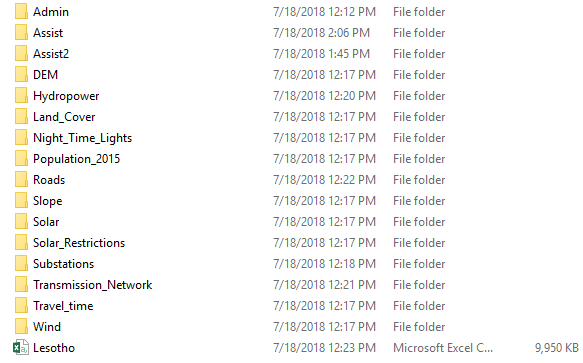 Admin 7/18/2018 12:12 PM File folder
Assist 7/18/2018 2:06 PM File folder
Assist2 7/18/2018 1:45 PM File folder
DEM 7/18/2018 12:17 PM File folder
Hydropower 7/18/2018 12:20 PM File folder
Land_Cover 7/18/2018 12:17 PM File folder
Night_Time_Lights 7/18/2018 12:17 PM File folder
Population_2015 7/18/2018 12:17 PM File folder
Roads 7/18/2018 12:22 PM File folder
Slope 7/18/2018 12:17 PM File folder
Solar 7/18/2018 12:17 PM File folder
Solar_Restrictions 7/18/2018 12:17 PM File folder
Substations 7/18/2018 12:18 PM File folder
Transmission_Network 7/18/2018 12:21 PM File folder
Travel_time 7/18/2018 12:17 PM File folder
Wind 7/18/2018 12:17 PM File folder
Lesotho 7/18/2018 12:23 PM Microsoft Excel C... 9,950 KB